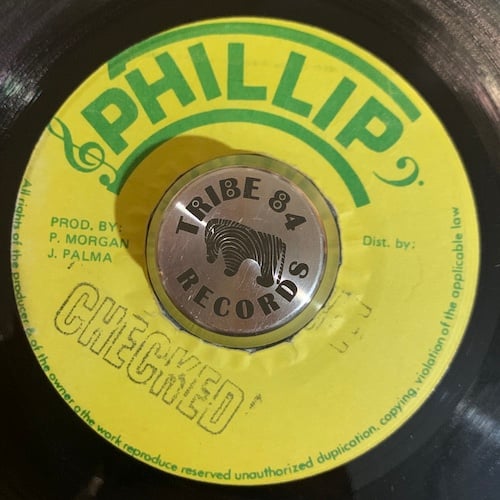 PHILLIP
PROD. BY:
P. MORGAN
J. PALMA
Dist. by:
TRIBE 84
RECORDS
CHECKED
All rights of the producer & of the owner o the work reproduce reserved unauthorized duplication, copying, violation of the applicable law